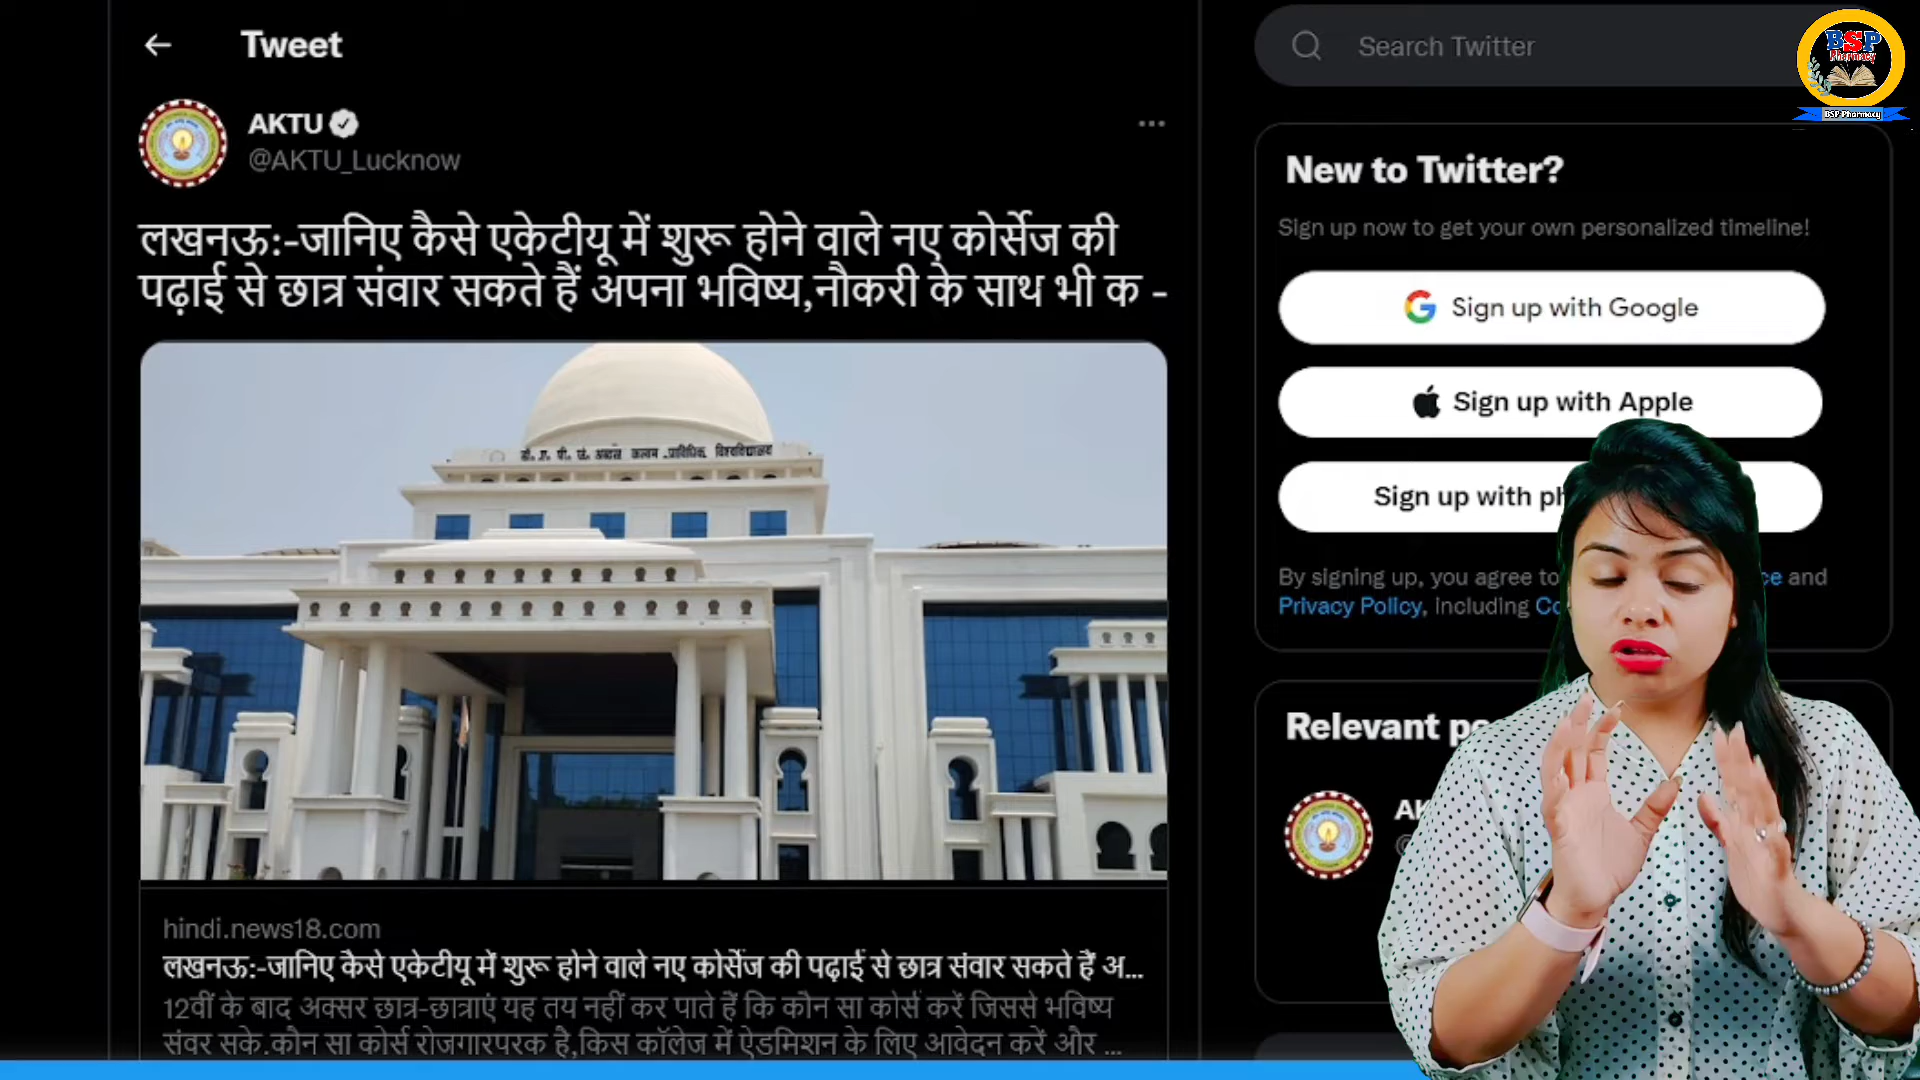 Tweet
AKTU
@AKTU_Lucknow
लखनऊ:-जानिए कैसे एकेटीयू में शुरू होने वाले नए कोर्सेज की
पढ़ाई से छात्र संवार सकते हैं अपना भविष्य,नौकरी के साथ भी क -
hindi.news18.com
लखनऊ:-जानिए कैसे एकेटीयू में शुरू होने वाले नए कोर्सेज की पढ़ाई से छात्र संवार सकते हैं अ...
12वीं के बाद अक्सर छात्र-छात्राएं यह तय नहीं कर पाते हैं कि कौन सा कोर्स करें जिससे भविष्य
संवर सके.कौन सा कोर्स रोजगारपरक है,किस कॉलेज में ऐडमिशन के लिए आवेदन करें और ...
Search Twitter
BSP
Pharmacy
BSP Pharmacy
New to Twitter?
Sign up now to get your own personalized timeline!
Sign up with Google
Sign up with Apple
Sign up with
By signing up, you agree to and
Privacy Policy, including
Relevant